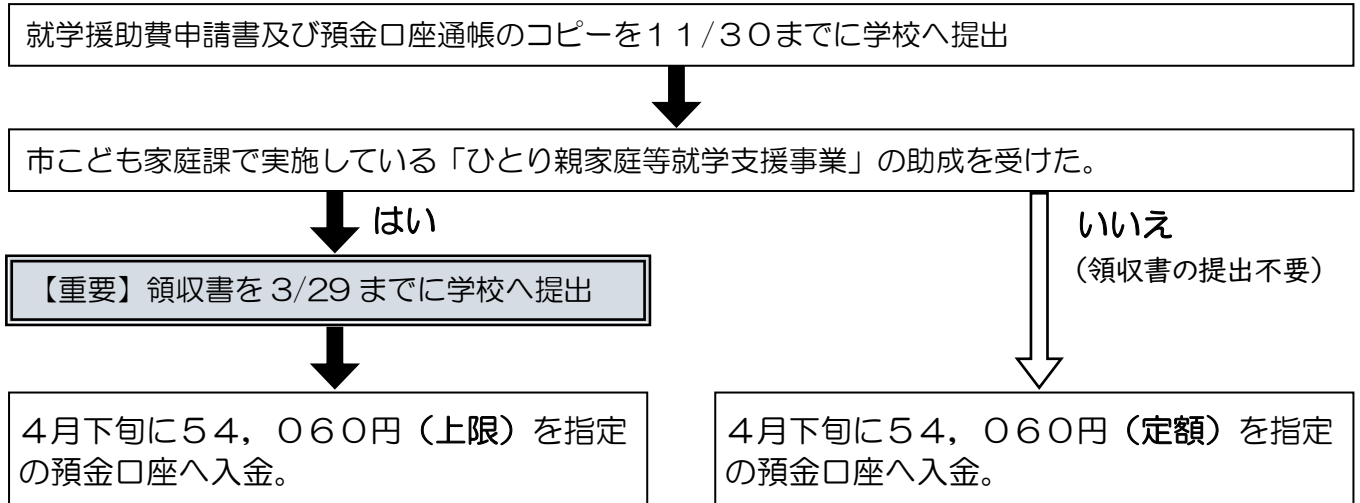 就学援助費申請書及び預金口座通帳のコピーを１１/３０までに学校へ提出
市こども家庭課で実施している「ひとり親家庭等就学支援事業」の助成を受けた。
はい
いいえ
（領収書の提出不要）
【重要】領収書を 3/29 までに学校へ提出
４月下旬に５４，０６０円（上限）を指定
の預金口座へ入金。
４月下旬に５４，０６０円（定額）を指定
の預金口座へ入金。